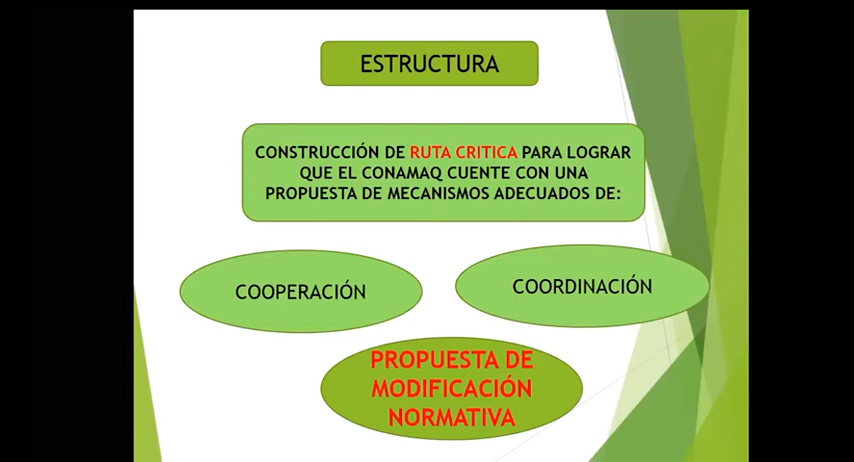 ESTRUCTURA
CONSTRUCCIÓN DE RUTA CRITICA PARA LOGRAR
QUE EL CONAMAQ CUENTE CON UNA
PROPUESTA DE MECANISMOS ADECUADOS DE:
COOPERACIÓN
COORDINACIÓN
PROPUESTA DE
MODIFICACIÓN
NORMATIVA